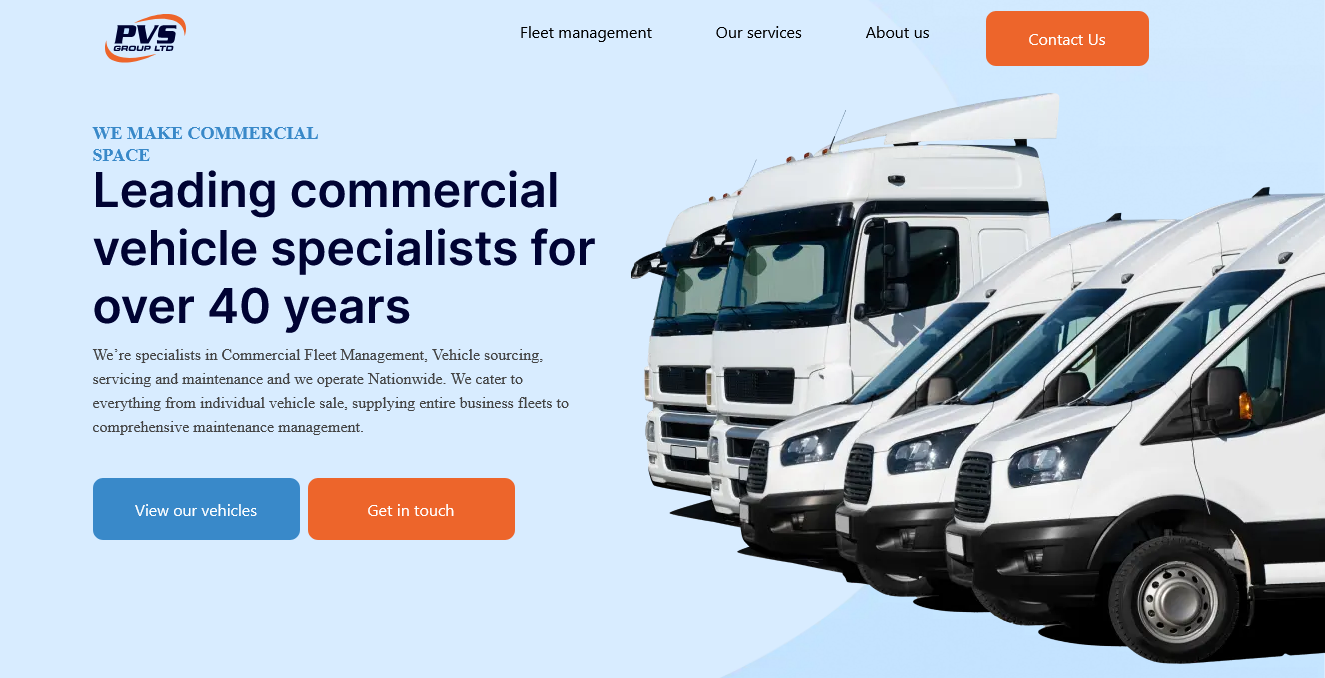 PVS
GROUP LTD
Fleet management
Our services
About us
Contact Us
WE MAKE COMMERCIAL
SPACE
Leading commercial
vehicle specialists for
over 40 years
We’re specialists in Commercial Fleet Management, Vehicle sourcing,
servicing and maintenance and we operate Nationwide. We cater to
everything from individual vehicle sale, supplying entire business fleets to
comprehensive maintenance management.
View our vehicles
Get in touch